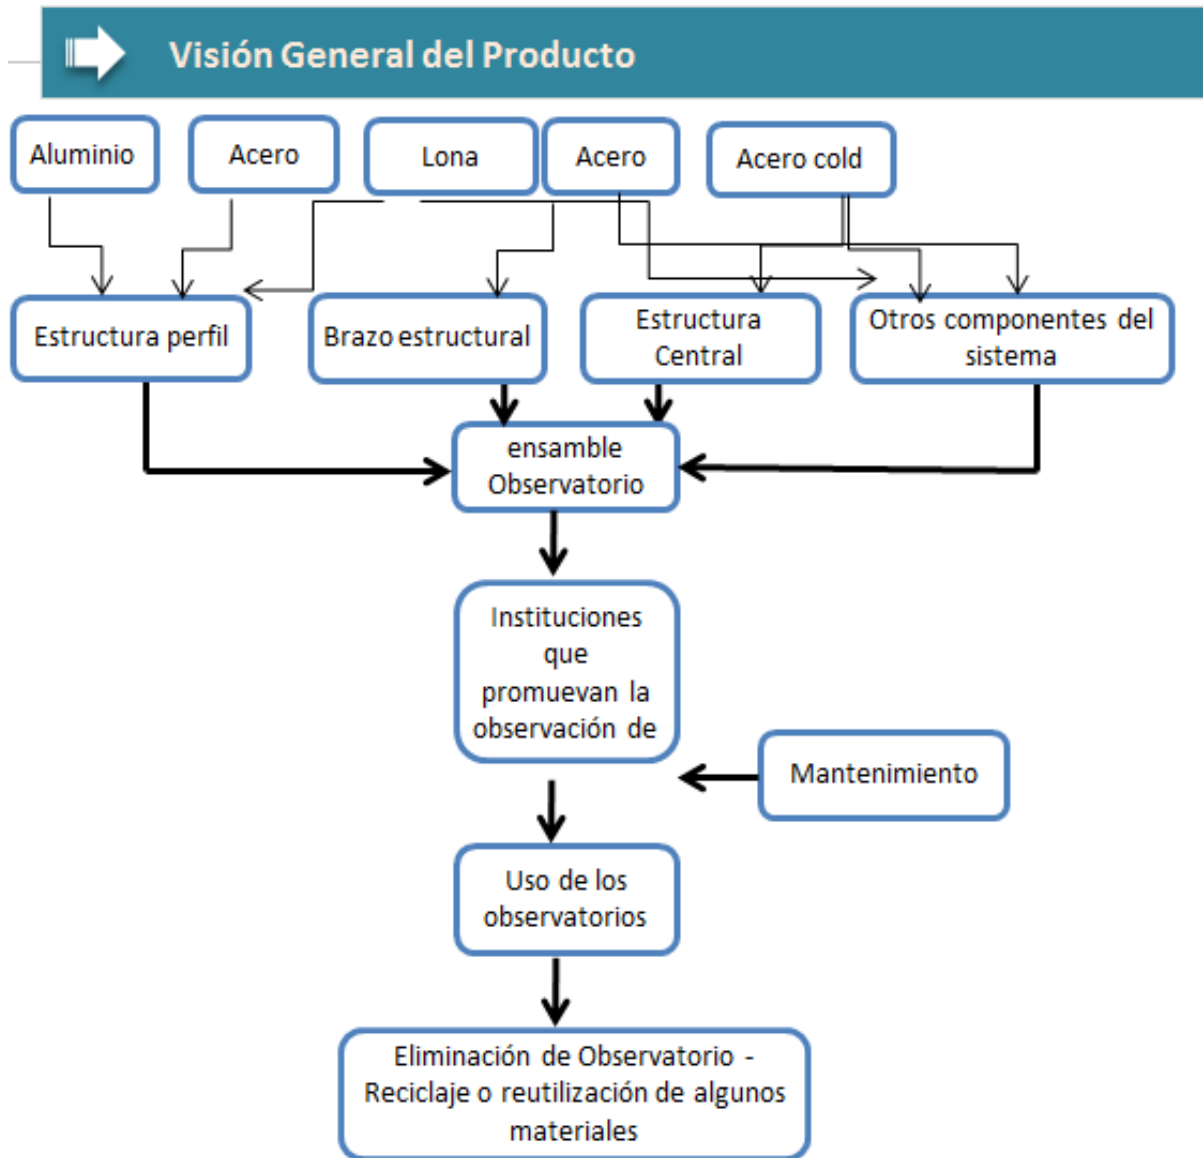 Visión General del Producto
Aluminio
Acero
Lona
Acero
Acero cold
Estructura perfil
Brazo estructural
Estructura
Central
Otros componentes del
sistema
ensamble
Observatorio
Instituciones
que
promuevan la
observación de
Mantenimiento
Uso de los
observatorios
Eliminación de Observatorio -
Reciclaje o reutilización de algunos
materiales